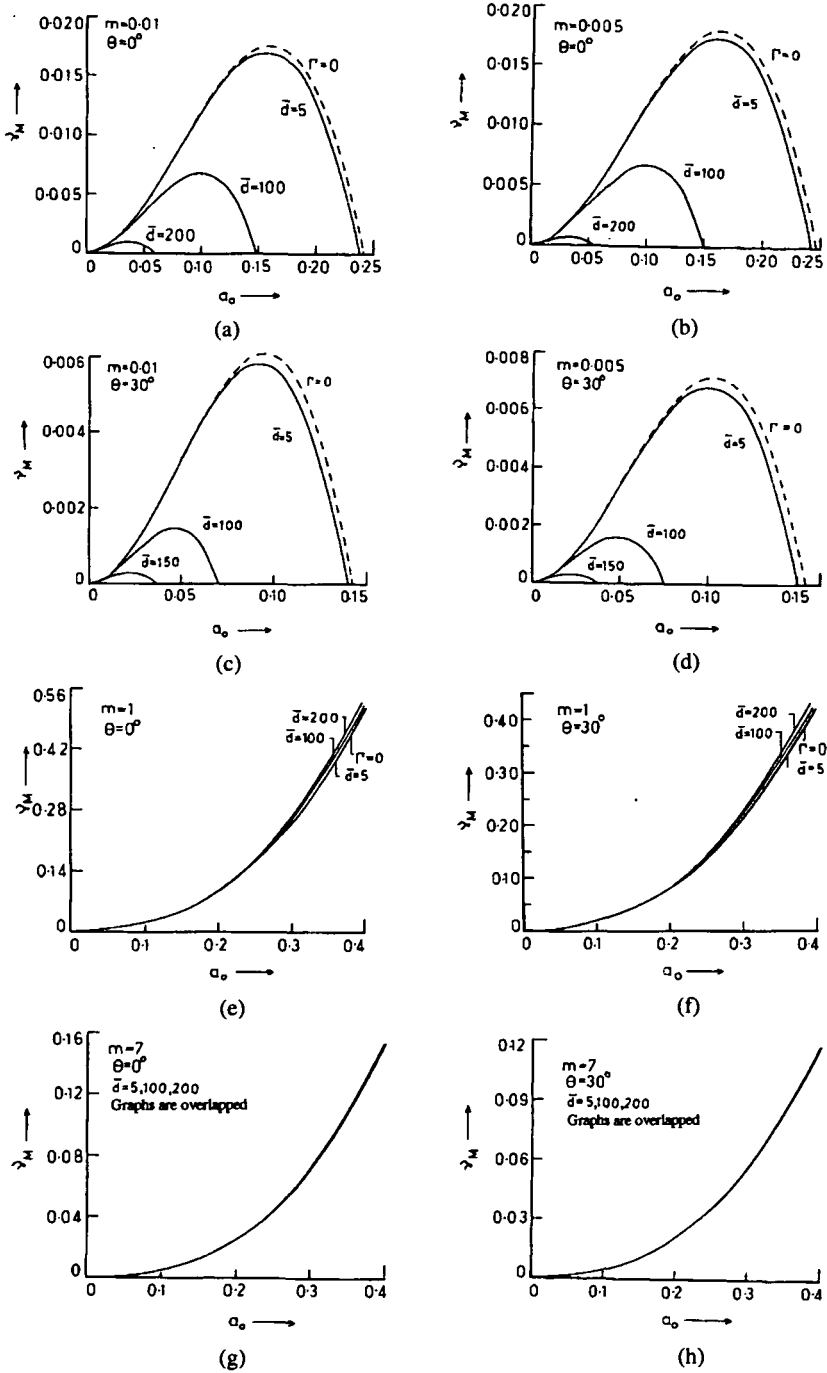 m=0·01
θ=0°
0·020
0·015
0·010
0·005
0
ν_M
Γ=0
d̄=5
d̄=100
d̄=200
0 0·05 0·10 0·15 0·20 0·25
a₀
(a)
m=0·005
θ=0°
0·020
0·015
0·010
0·005
0
ν_M
Γ=0
d̄=5
d̄=100
d̄=200
0 0·05 0·10 0·15 0·20 0·25
a₀
(b)
m=0·01
θ=30°
0·006
0·004
0·002
0
ν_M
Γ=0
d̄=5
d̄=100
d̄=150
0 0·05 0·10 0·15
a₀
(c)
m=0·005
θ=30°
0·008
0·006
0·004
0·002
0
ν_M
Γ=0
d̄=5
d̄=100
d̄=150
0 0·05 0·10 0·15
a₀
(d)
m=1
θ=0°
0·56
0·42
0·28
0·14
0
ν_M
d̄=200
d̄=100
Γ=0
d̄=5
0 0·1 0·2 0·3 0·4
a₀
(e)
m=1
θ=30°
0·40
0·30
0·20
0·10
0
ν_M
d̄=200
d̄=100
Γ=0
d̄=5
0 0·1 0·2 0·3 0·4
a₀
(f)
m=7
θ=0°
d̄=5,100,200
Graphs are overlapped
0·16
0·12
0·08
0·04
0
ν_M
0 0·1 0·2 0·3 0·4
a₀
(g)
m=7
θ=30°
d̄=5,100,200
Graphs are overlapped
0·12
0·09
0·06
0·03
0
ν_M
0 0·1 0·2 0·3 0·4
a₀
(h)